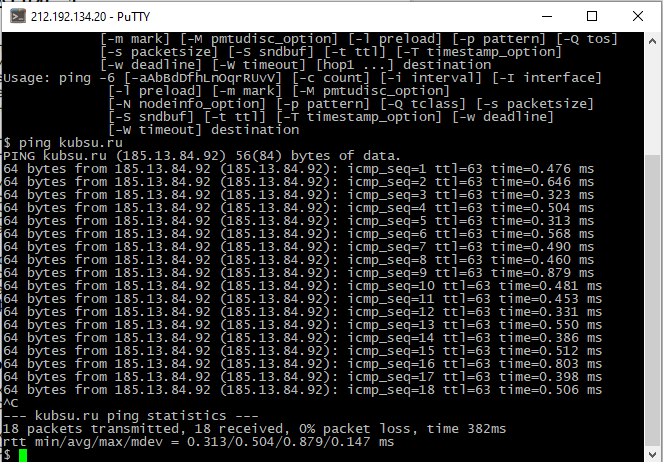 212.192.134.20 - PuTTY
[-m mark] [-M pmtudisc_option] [-l preload] [-p pattern] [-Q tos]
[-s packetsize] [-S sndbuf] [-t ttl] [-T timestamp_option]
[-w deadline] [-W timeout] [hop1 ...] destination
Usage: ping -6 [-aAbBdDfhLnOqrRUvV] [-c count] [-i interval] [-I interface]
[-l preload] [-m mark] [-M pmtudisc_option]
[-N nodeinfo_option] [-p pattern] [-Q tclass] [-s packetsize]
[-S sndbuf] [-t ttl] [-T timestamp_option] [-w deadline]
[-W timeout] destination
$ ping kubsu.ru
PING kubsu.ru (185.13.84.92) 56(84) bytes of data.
64 bytes from 185.13.84.92 (185.13.84.92): icmp_seq=1 ttl=63 time=0.476 ms
64 bytes from 185.13.84.92 (185.13.84.92): icmp_seq=2 ttl=63 time=0.646 ms
64 bytes from 185.13.84.92 (185.13.84.92): icmp_seq=3 ttl=63 time=0.323 ms
64 bytes from 185.13.84.92 (185.13.84.92): icmp_seq=4 ttl=63 time=0.504 ms
64 bytes from 185.13.84.92 (185.13.84.92): icmp_seq=5 ttl=63 time=0.313 ms
64 bytes from 185.13.84.92 (185.13.84.92): icmp_seq=6 ttl=63 time=0.568 ms
64 bytes from 185.13.84.92 (185.13.84.92): icmp_seq=7 ttl=63 time=0.490 ms
64 bytes from 185.13.84.92 (185.13.84.92): icmp_seq=8 ttl=63 time=0.460 ms
64 bytes from 185.13.84.92 (185.13.84.92): icmp_seq=9 ttl=63 time=0.879 ms
64 bytes from 185.13.84.92 (185.13.84.92): icmp_seq=10 ttl=63 time=0.481 ms
64 bytes from 185.13.84.92 (185.13.84.92): icmp_seq=11 ttl=63 time=0.453 ms
64 bytes from 185.13.84.92 (185.13.84.92): icmp_seq=12 ttl=63 time=0.331 ms
64 bytes from 185.13.84.92 (185.13.84.92): icmp_seq=13 ttl=63 time=0.550 ms
64 bytes from 185.13.84.92 (185.13.84.92): icmp_seq=14 ttl=63 time=0.386 ms
64 bytes from 185.13.84.92 (185.13.84.92): icmp_seq=15 ttl=63 time=0.512 ms
64 bytes from 185.13.84.92 (185.13.84.92): icmp_seq=16 ttl=63 time=0.803 ms
64 bytes from 185.13.84.92 (185.13.84.92): icmp_seq=17 ttl=63 time=0.398 ms
64 bytes from 185.13.84.92 (185.13.84.92): icmp_seq=18 ttl=63 time=0.506 ms
^C
--- kubsu.ru ping statistics ---
18 packets transmitted, 18 received, 0% packet loss, time 382ms
rtt min/avg/max/mdev = 0.313/0.504/0.879/0.147 ms
$